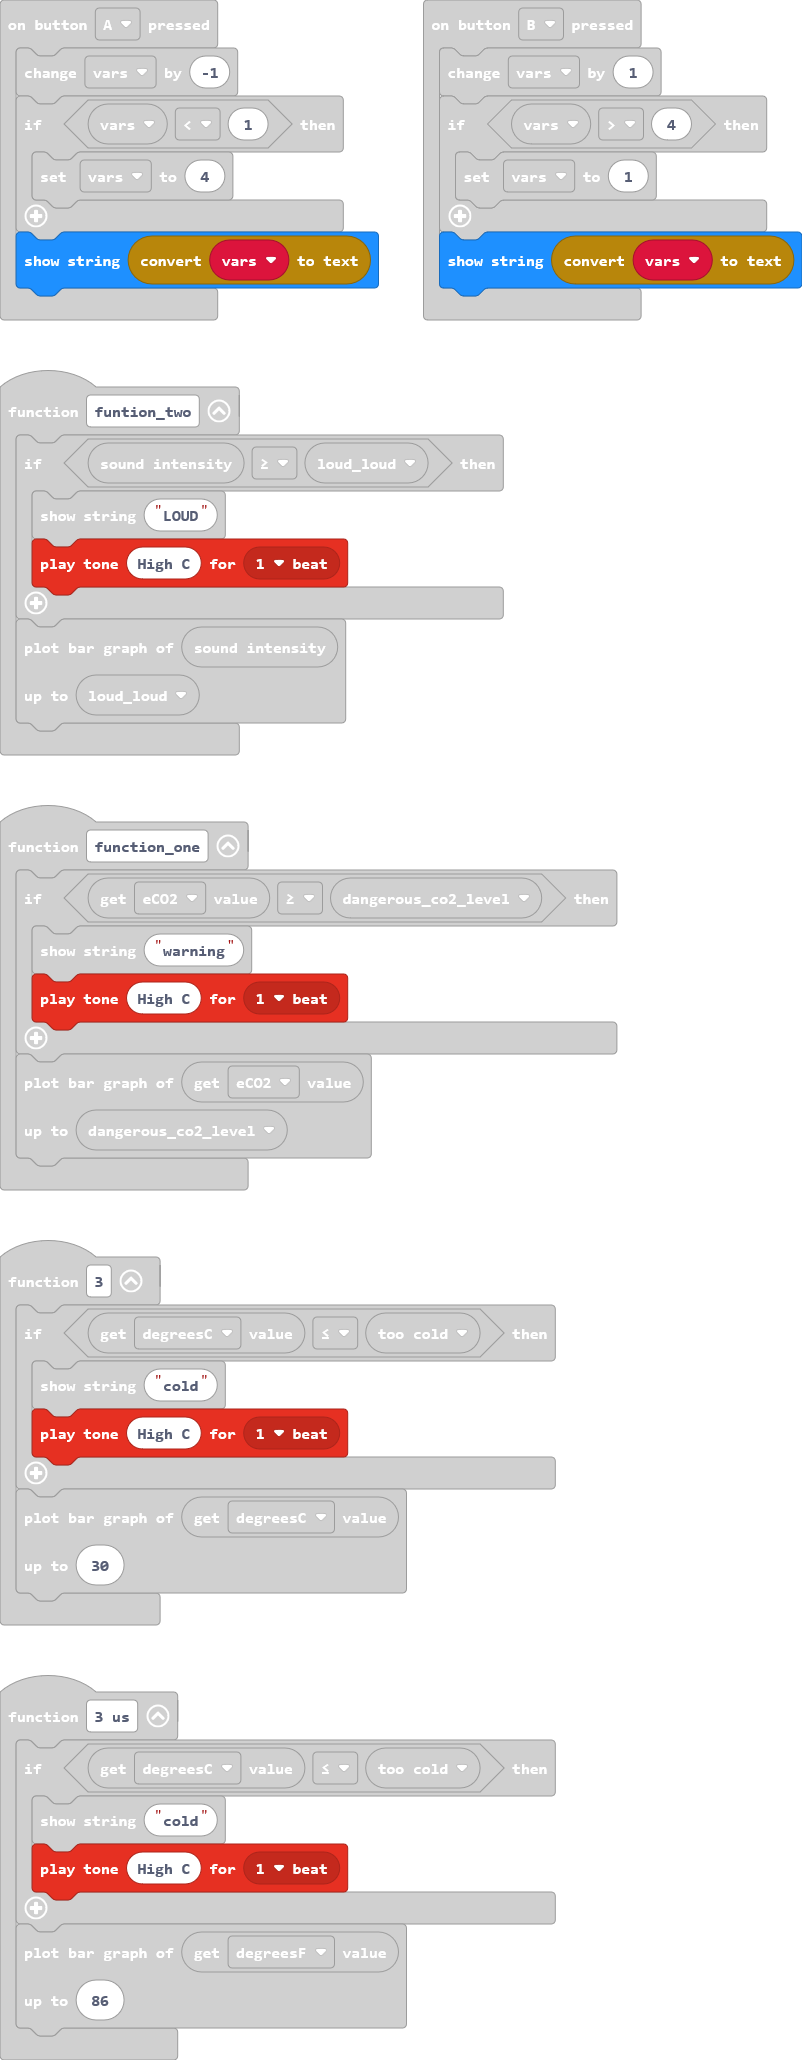 on button A pressed
change vars by -1
if vars < 1 then
set vars to 4
show string convert vars to text
on button B pressed
change vars by 1
if vars > 4 then
set vars to 1
show string convert vars to text
function funtion_two
if sound intensity ≥ loud_loud then
show string "LOUD"
play tone High C for 1 beat
plot bar graph of sound intensity
up to loud_loud
function function_one
if get eCO2 value ≥ dangerous_co2_level then
show string "warning"
play tone High C for 1 beat
plot bar graph of get eCO2 value
up to dangerous_co2_level
function 3
if get degreesC value ≤ too cold then
show string "cold"
play tone High C for 1 beat
plot bar graph of get degreesC value
up to 30
function 3 us
if get degreesC value ≤ too cold then
show string "cold"
play tone High C for 1 beat
plot bar graph of get degreesF value
up to 86